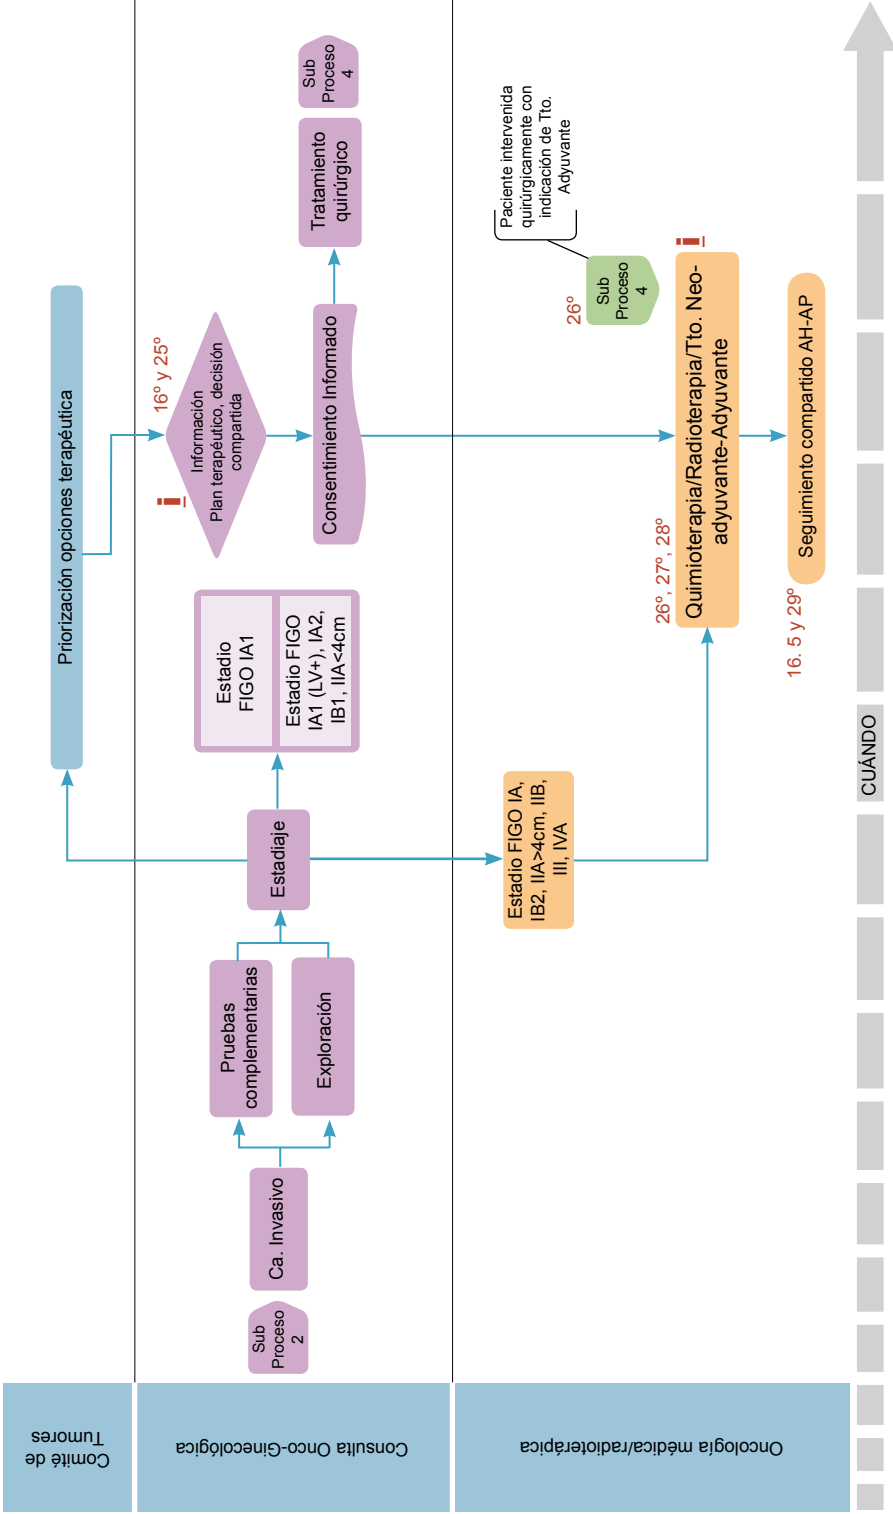 Comité de
Tumores
Priorización opciones terapéutica
Consulta Onco-Ginecológica
Sub
Proceso
2
Ca. Invasivo
Pruebas
complementarias
Exploración
Estadiaje
Estadio
FIGO IA1
Estadio FIGO
IA1 (LV+), IA2,
IB1, IIA<4cm
i
Información
Plan terapéutico, decisión
compartida
16º y 25º
Consentimiento Informado
Tratamiento
quirúrgico
Sub
Proceso
4
Oncología médica/radioterápica
Estadio FIGO IA,
IB2, IIA>4cm, IIB,
III, IVA
26º
Sub
Proceso
4
Paciente intervenida
quirúrgicamente con
indicación de Tto.
Adyuvante
26º, 27º, 28º
Quimioterapia/Radioterapia/Tto. Neo-
adyuvante-Adyuvante
i
16. 5 y 29º
Seguimiento compartido AH-AP
CUÁNDO